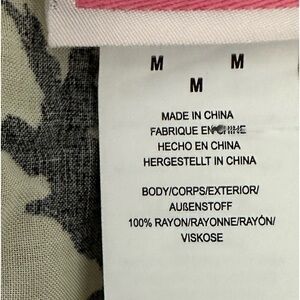 M M
M
MADE IN CHINA
FABRIQUE EN CHINE
HECHO EN CHINA
HERGESTELLT IN CHINA
BODY/CORPS/EXTERIOR/
AUßENSTOFF
100% RAYON/RAYONNE/RAYÓN/
VISKOSE